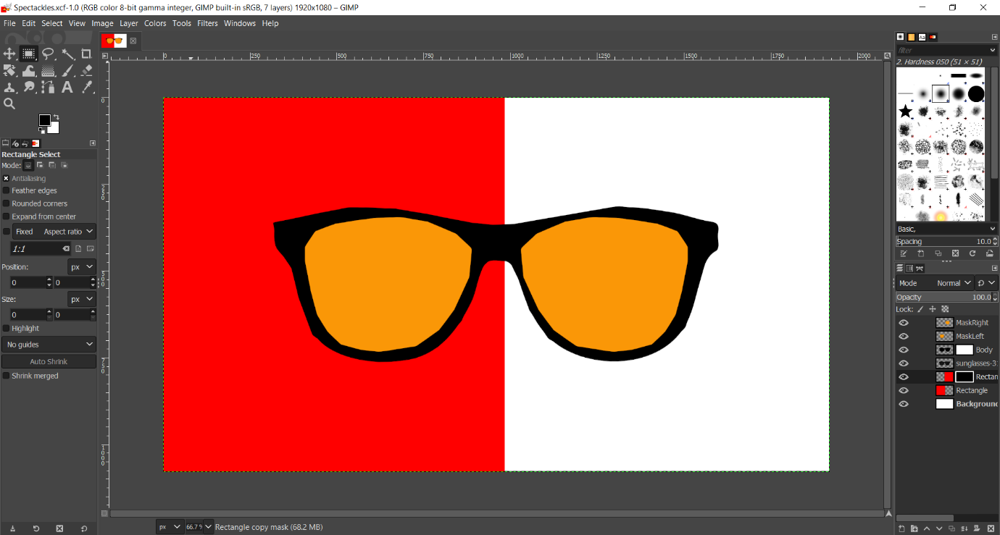 Spectackles.xcf-1.0 (RGB color 8-bit gamma integer, GIMP built-in sRGB, 7 layers) 1920x1080 – GIMP
File Edit Select View Image Layer Colors Tools Filters Windows Help
0 250 500 750 1000 1250 1500 1750 2000
filter
2. Hardness 050 (51 × 51)
0
250
500
750
1000
Rectangle Select
Mode:
Antialiasing
Feather edges
Rounded corners
Expand from center
Fixed Aspect ratio
1:1
Position: px
0 0
Size: px
0 0
Highlight
No guides
Auto Shrink
Shrink merged
Basic,
Spacing 10.0
Mode Normal
Opacity 100.0
Lock:
MaskRight
MaskLeft
Body
sunglasses-3
Rectan
Rectangle
Background
px 66.7 % Rectangle copy mask (68.2 MB)